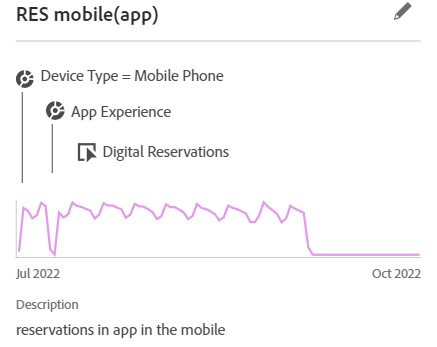 RES mobile(app)
Device Type = Mobile Phone
App Experience
Digital Reservations
Jul 2022 Oct 2022
Description
reservations in app in the mobile